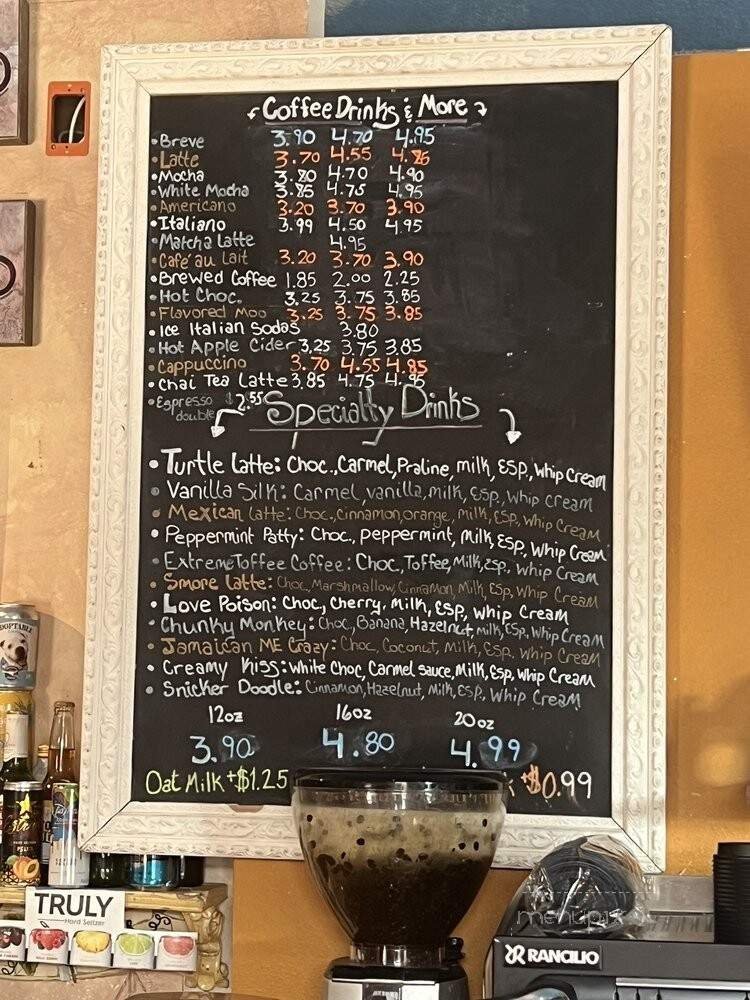 Coffee Drinks & More
• Breve 3.90 4.70 4.95
• Latte 3.70 4.55
• Mocha 3.80 4.70 4.90
• White Mocha 3.85 4.75 4.95
• Americano 3.20 3.70 3.90
• Italiano 3.99 4.50 4.95
• Matcha Latte 4.95
• Café au Lait 3.20 3.70 3.90
• Brewed Coffee 1.85 2.00 2.25
• Hot Choc. 3.25 3.75 3.85
• Flavored Moo 3.25 3.75 3.85
• Ice Italian Sodas 3.80
• Hot Apple Cider 3.25 3.75 3.85
• Cappuccino 3.70 4.55 4.85
• Chai Tea Latte 3.85 4.75 4.95
• Espresso $2.55
double
Specialty Drinks
• Turtle Latte: Choc., Carmel, Praline, milk, ESP., Whip Cream
• Vanilla Silk: Carmel, vanilla, milk, Esp, Whip cream
• Mexican Latte: Choc., Cinnamon, orange, milk, ESP, Whip Cream
• Peppermint Patty: Choc., peppermint, milk, Esp, Whip Cream
• Extreme Toffee Coffee: Choc., Toffee, Milk, ESP, Whip Cream
• Smore Latte: Choc, Marshmallow, Cinnamon, Milk, Esp, Whip Cream
• Love Poison: Choc, Cherry, Milk, ESP, Whip Cream
• Chunky Monkey: Choc, Banana, Hazelnut, milk, Esp, Whip Cream
• Jamaican ME Crazy: Choc, Coconut, Milk, Esp, Whip Cream
• Creamy Kiss: White Choc, Carmel sauce, Milk, Esp, Whip Cream
• Snicker Doodle: Cinnamon, Hazelnut, Milk, ESP., Whip Cream
12oz 16oz 20oz
3.90 4.80 4.99
Oat Milk +$1.25 +$0.99
TRULY
Hard Seltzer
menupix
RANCILIO